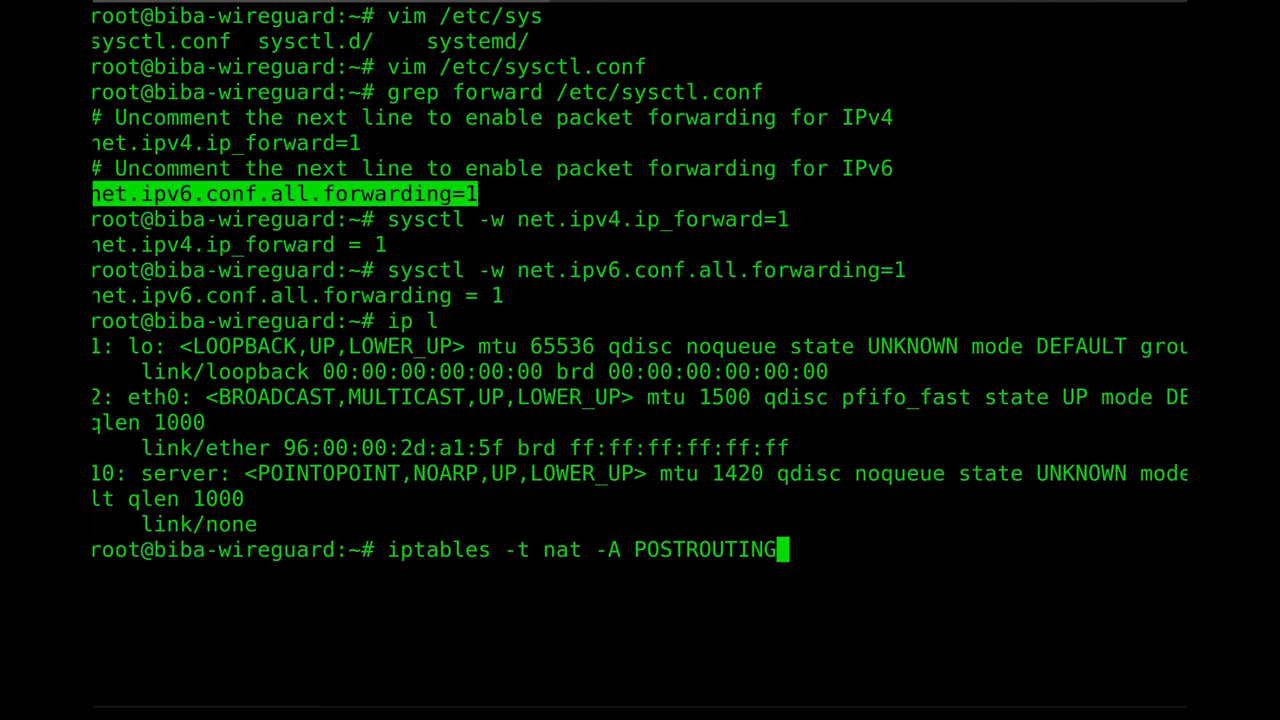 root@biba-wireguard:~# vim /etc/sys
sysctl.conf  sysctl.d/    systemd/
root@biba-wireguard:~# vim /etc/sysctl.conf
root@biba-wireguard:~# grep forward /etc/sysctl.conf
# Uncomment the next line to enable packet forwarding for IPv4
net.ipv4.ip_forward=1
# Uncomment the next line to enable packet forwarding for IPv6
net.ipv6.conf.all.forwarding=1
root@biba-wireguard:~# sysctl -w net.ipv4.ip_forward=1
net.ipv4.ip_forward = 1
root@biba-wireguard:~# sysctl -w net.ipv6.conf.all.forwarding=1
net.ipv6.conf.all.forwarding = 1
root@biba-wireguard:~# ip l
1: lo: <LOOPBACK,UP,LOWER_UP> mtu 65536 qdisc noqueue state UNKNOWN mode DEFAULT grou
    link/loopback 00:00:00:00:00:00 brd 00:00:00:00:00:00
2: eth0: <BROADCAST,MULTICAST,UP,LOWER_UP> mtu 1500 qdisc pfifo_fast state UP mode DE
qlen 1000
    link/ether 96:00:00:2d:a1:5f brd ff:ff:ff:ff:ff:ff
10: server: <POINTOPOINT,NOARP,UP,LOWER_UP> mtu 1420 qdisc noqueue state UNKNOWN mode
lt qlen 1000
    link/none
root@biba-wireguard:~# iptables -t nat -A POSTROUTING